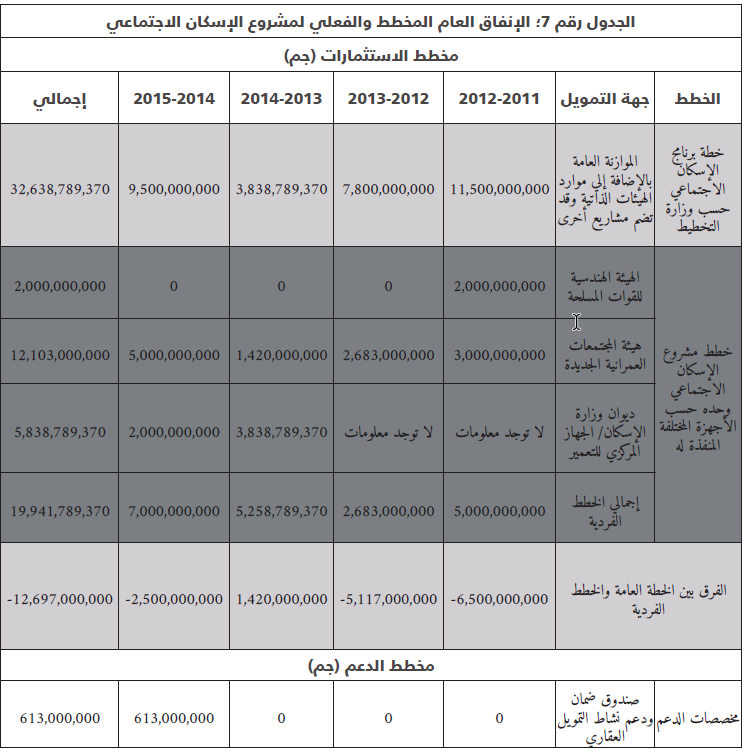 الجدول رقم 7؛ الإنفاق العام المخطط والفعلي لمشروع الإسكان الاجتماعي
مخطط الاستثمارات (جم)
الخطط جهة التمويل 2012-2011 2013-2012 2014-2013 2015-2014 إجمالي
خطة برنامج
الإسكان
الاجتماعي
حسب وزارة
التخطيط
الموازنة العامة
بالإضافة إلى موارد
الهيئات الذاتية وقد
تضم مشاريع أخرى
11,500,000,000 7,800,000,000 3,838,789,370 9,500,000,000 32,638,789,370
خطط مشروع
الإسكان
الاجتماعي
وحده حسب
الأجهزة المختلفة
المنفذة له
الهيئة الهندسية
للقوات المسلحة
2,000,000,000 0 0 0 2,000,000,000
هيئة المجتمعات
العمرانية الجديدة
3,000,000,000 2,683,000,000 1,420,000,000 5,000,000,000 12,103,000,000
ديوان وزارة
الإسكان/ الجهاز
المركزي للتعمير
لا توجد معلومات لا توجد معلومات 3,838,789,370 2,000,000,000 5,838,789,370
إجمالي الخطط
الفردية
5,000,000,000 2,683,000,000 5,258,789,370 7,000,000,000 19,941,789,370
الفرق بين الخطة العامة والخطط
الفردية
-6,500,000,000 -5,117,000,000 1,420,000,000 -2,500,000,000 -12,697,000,000
مخطط الدعم (جم)
مخصصات الدعم
صندوق ضمان
ودعم نشاط التمويل
العقاري
0 0 0 613,000,000 613,000,000